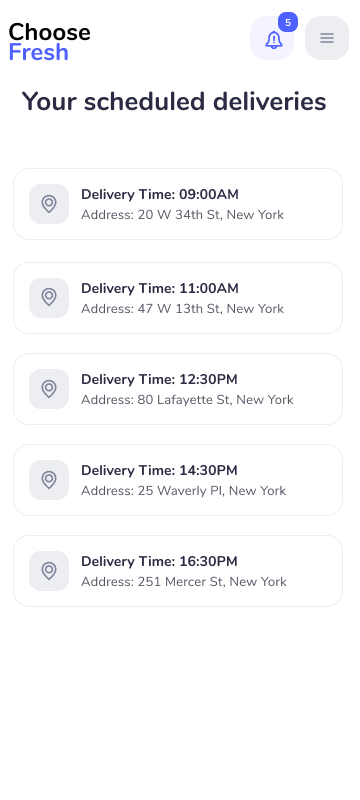 Choose
Fresh
5
Your scheduled deliveries
Delivery Time: 09:00AM
Address: 20 W 34th St, New York
Delivery Time: 11:00AM
Address: 47 W 13th St, New York
Delivery Time: 12:30PM
Address: 80 Lafayette St, New York
Delivery Time: 14:30PM
Address: 25 Waverly Pl, New York
Delivery Time: 16:30PM
Address: 251 Mercer St, New York